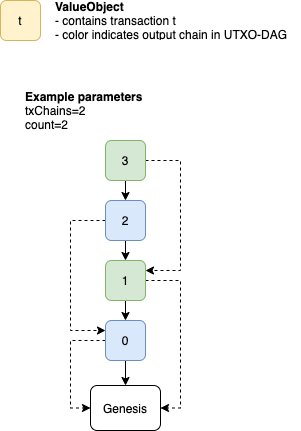 t
ValueObject
- contains transaction t
- color indicates output chain in UTXO-DAG
Example parameters
txChains=2
count=2
3
2
1
0
Genesis